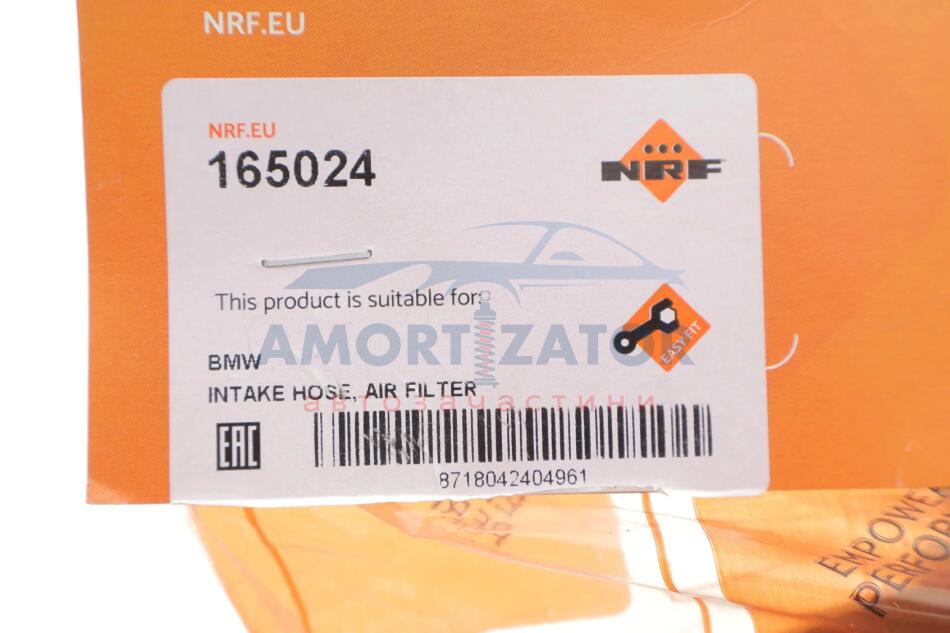 NRF.EU
NRF.EU
165024
NRF
This product is suitable for:
AMORTIZATOR
EASY FIT
BMW
INTAKE HOSE, AIR FILTER
автозачастини
EAC
8718042404961
EMPOWE
PERFOR